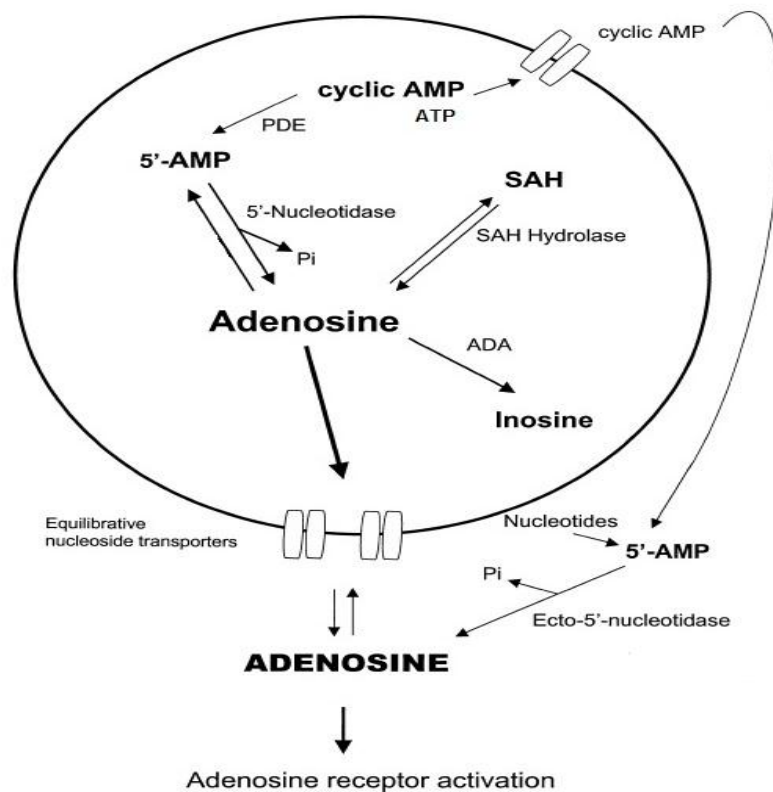 cyclic AMP
cyclic AMP
ATP
PDE
5'-AMP
SAH
5'-Nucleotidase
SAH Hydrolase
Pi
Adenosine
ADA
Inosine
Equilibrative
nucleoside transporters
Nucleotides
5'-AMP
Pi
Ecto-5'-nucleotidase
ADENOSINE
Adenosine receptor activation